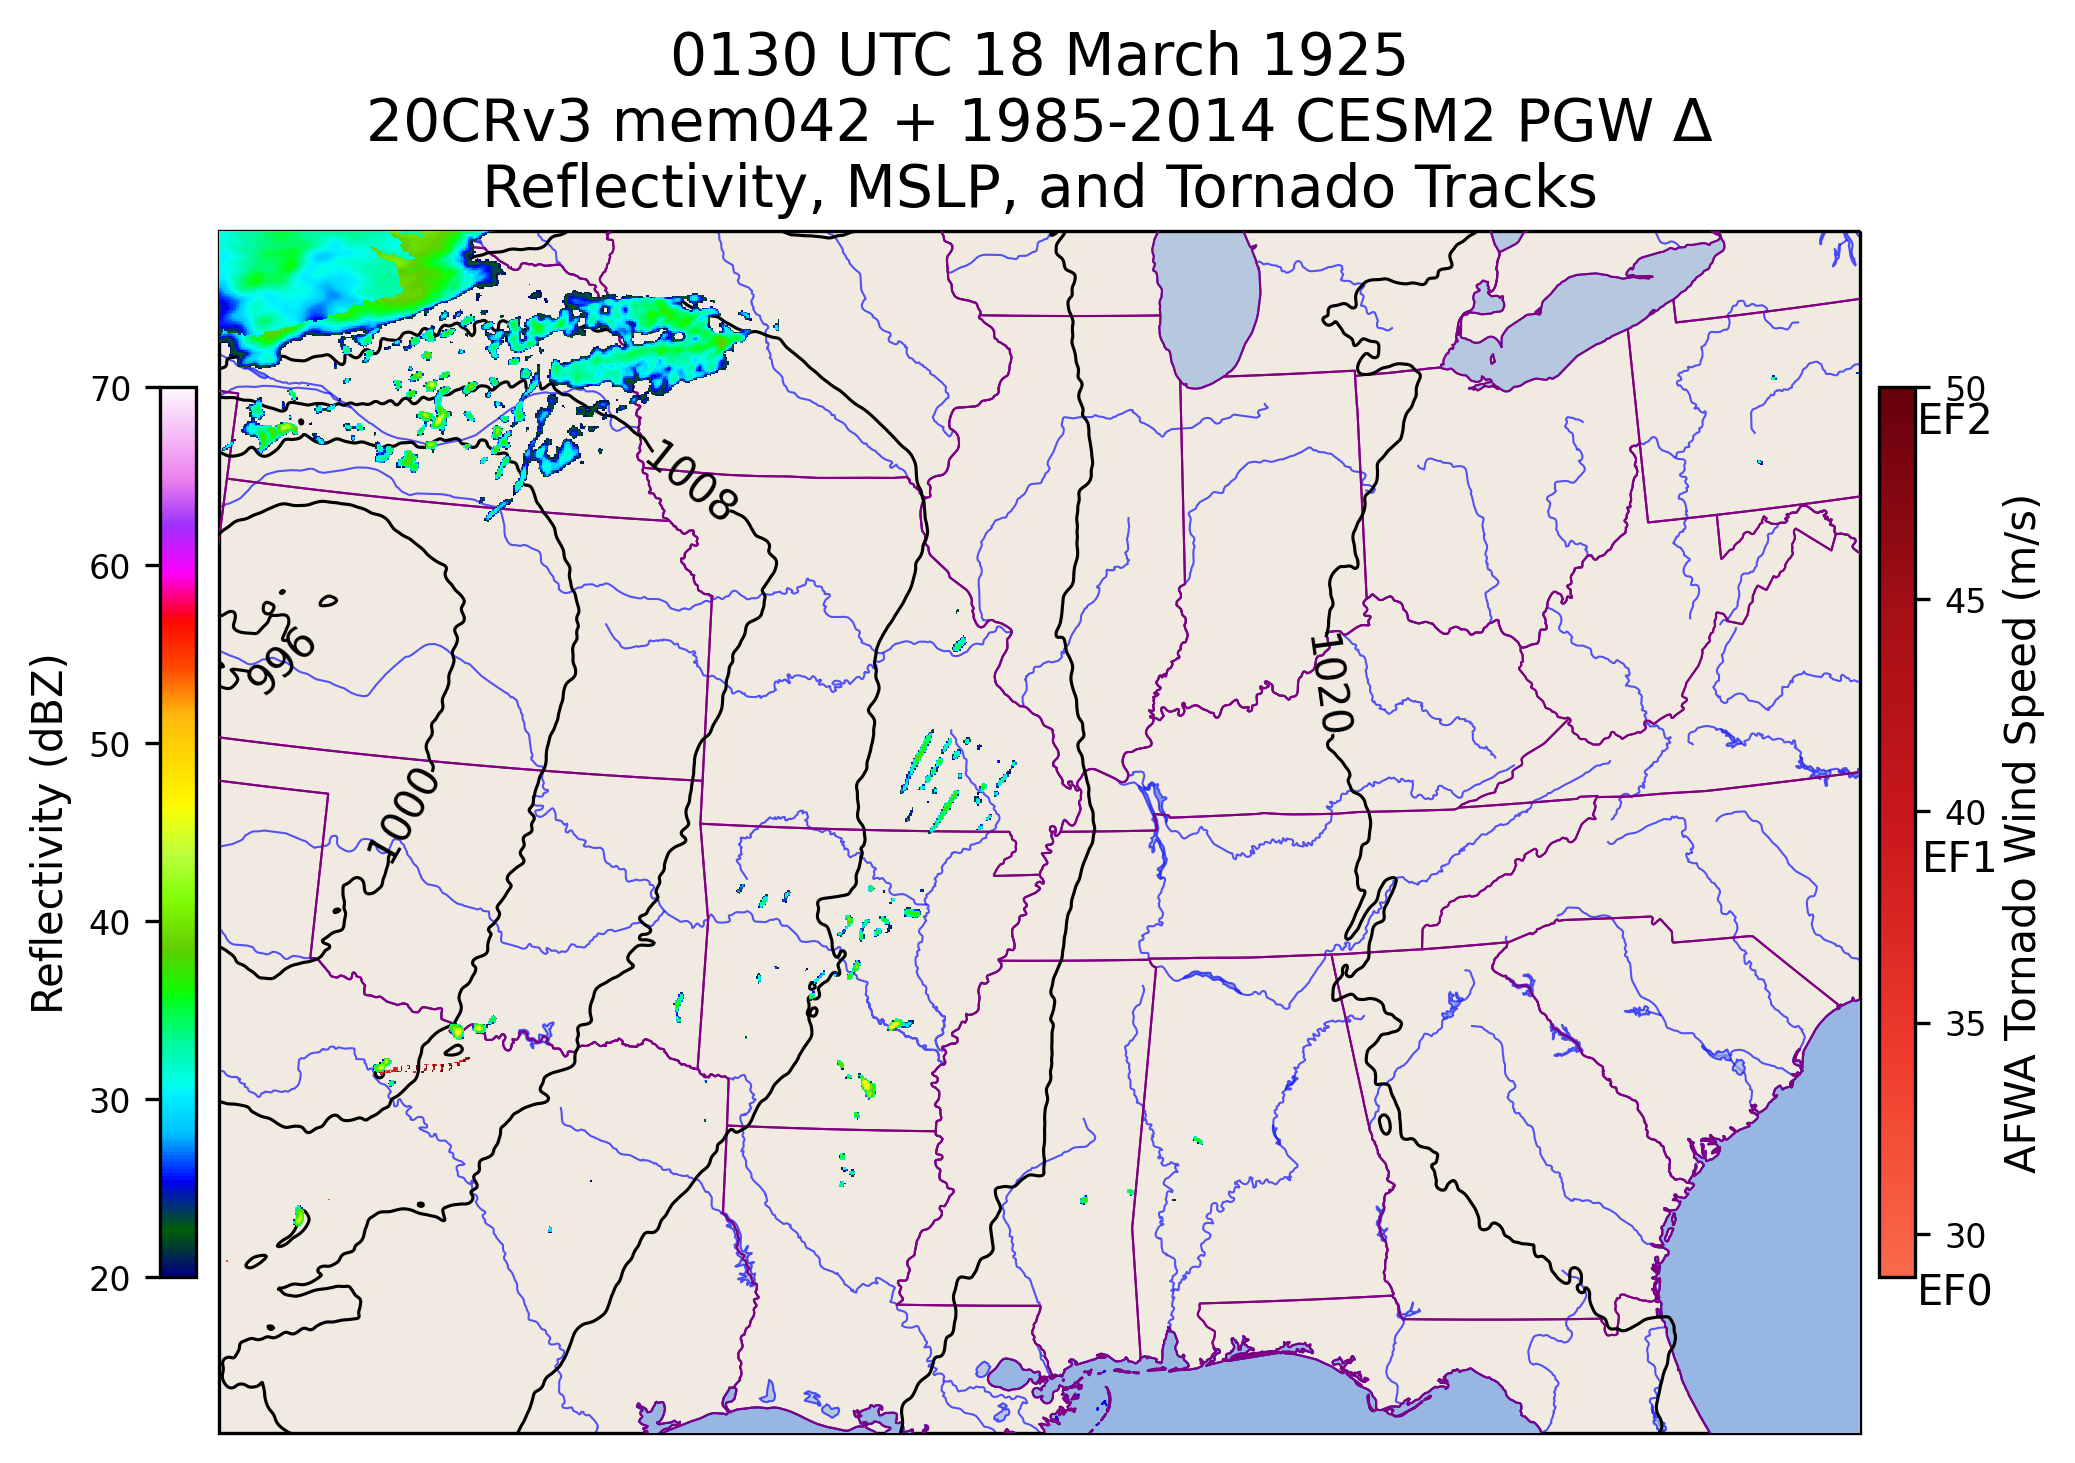 0130 UTC 18 March 1925
20CRv3 mem042 + 1985-2014 CESM2 PGW Δ
Reflectivity, MSLP, and Tornado Tracks
70
60
50
40
30
20
Reflectivity (dBZ)
1008
996
1000
1020
50
EF2
45
40
EF1
35
30
EF0
AFWA Tornado Wind Speed (m/s)